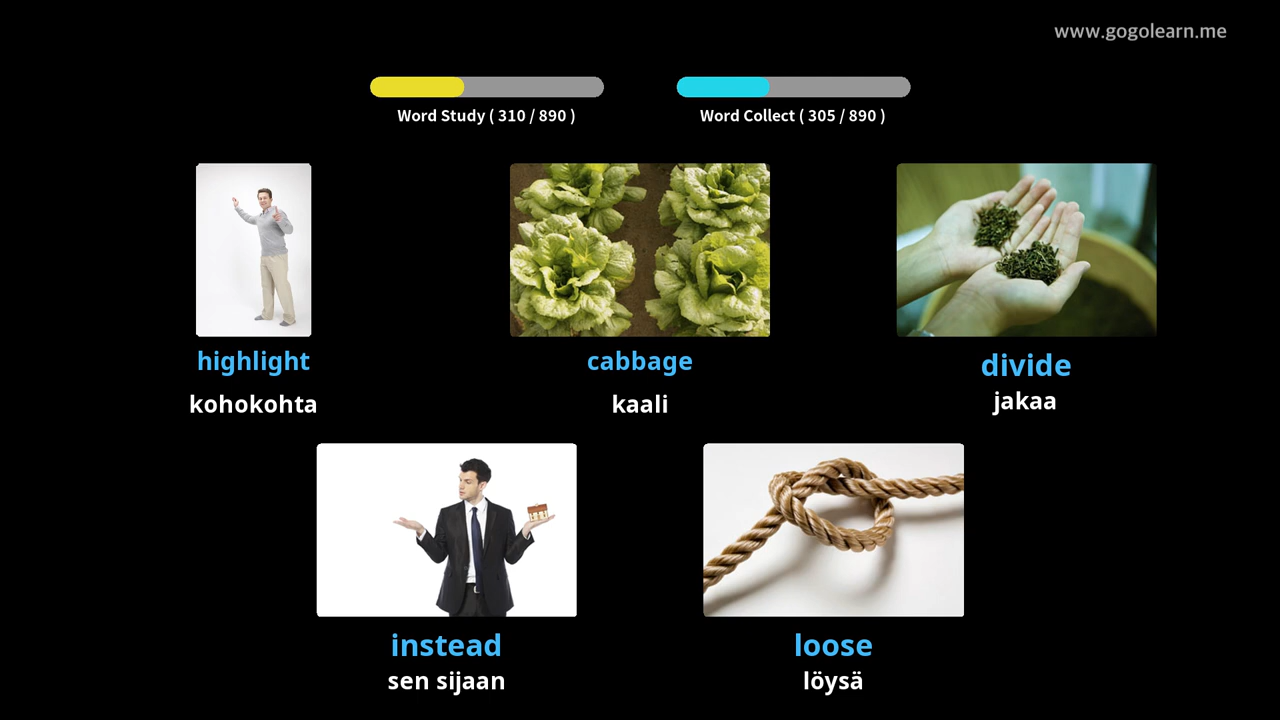 www.gogolearn.me
Word Study ( 310 / 890 )
Word Collect ( 305 / 890 )
highlight
kohokohta
cabbage
kaali
divide
jakaa
instead
sen sijaan
loose
löysä